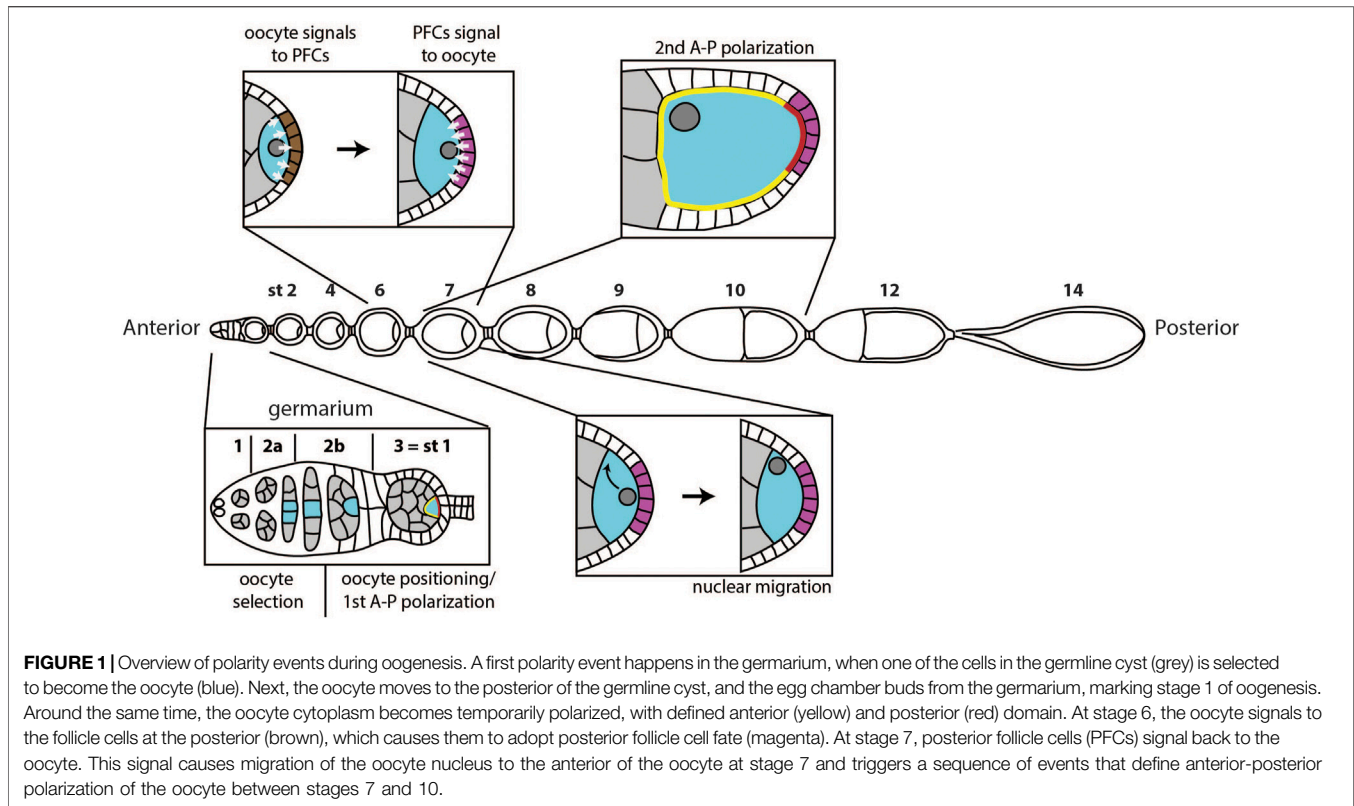 oocyte signals
to PFCs
PFCs signal
to oocyte
2nd A-P polarization
st 2 4 6 7 8 9 10 12 14
Anterior
Posterior
germarium
1 2a 2b 3 = st 1
oocyte
selection
oocyte positioning/
1st A-P polarization
nuclear migration
FIGURE 1 | Overview of polarity events during oogenesis. A first polarity event happens in the germarium, when one of the cells in the germline cyst (grey) is selected
to become the oocyte (blue). Next, the oocyte moves to the posterior of the germline cyst, and the egg chamber buds from the germarium, marking stage 1 of oogenesis.
Around the same time, the oocyte cytoplasm becomes temporarily polarized, with defined anterior (yellow) and posterior (red) domain. At stage 6, the oocyte signals to
the follicle cells at the posterior (brown), which causes them to adopt posterior follicle cell fate (magenta). At stage 7, posterior follicle cells (PFCs) signal back to the
oocyte. This signal causes migration of the oocyte nucleus to the anterior of the oocyte at stage 7 and triggers a sequence of events that define anterior-posterior
polarization of the oocyte between stages 7 and 10.